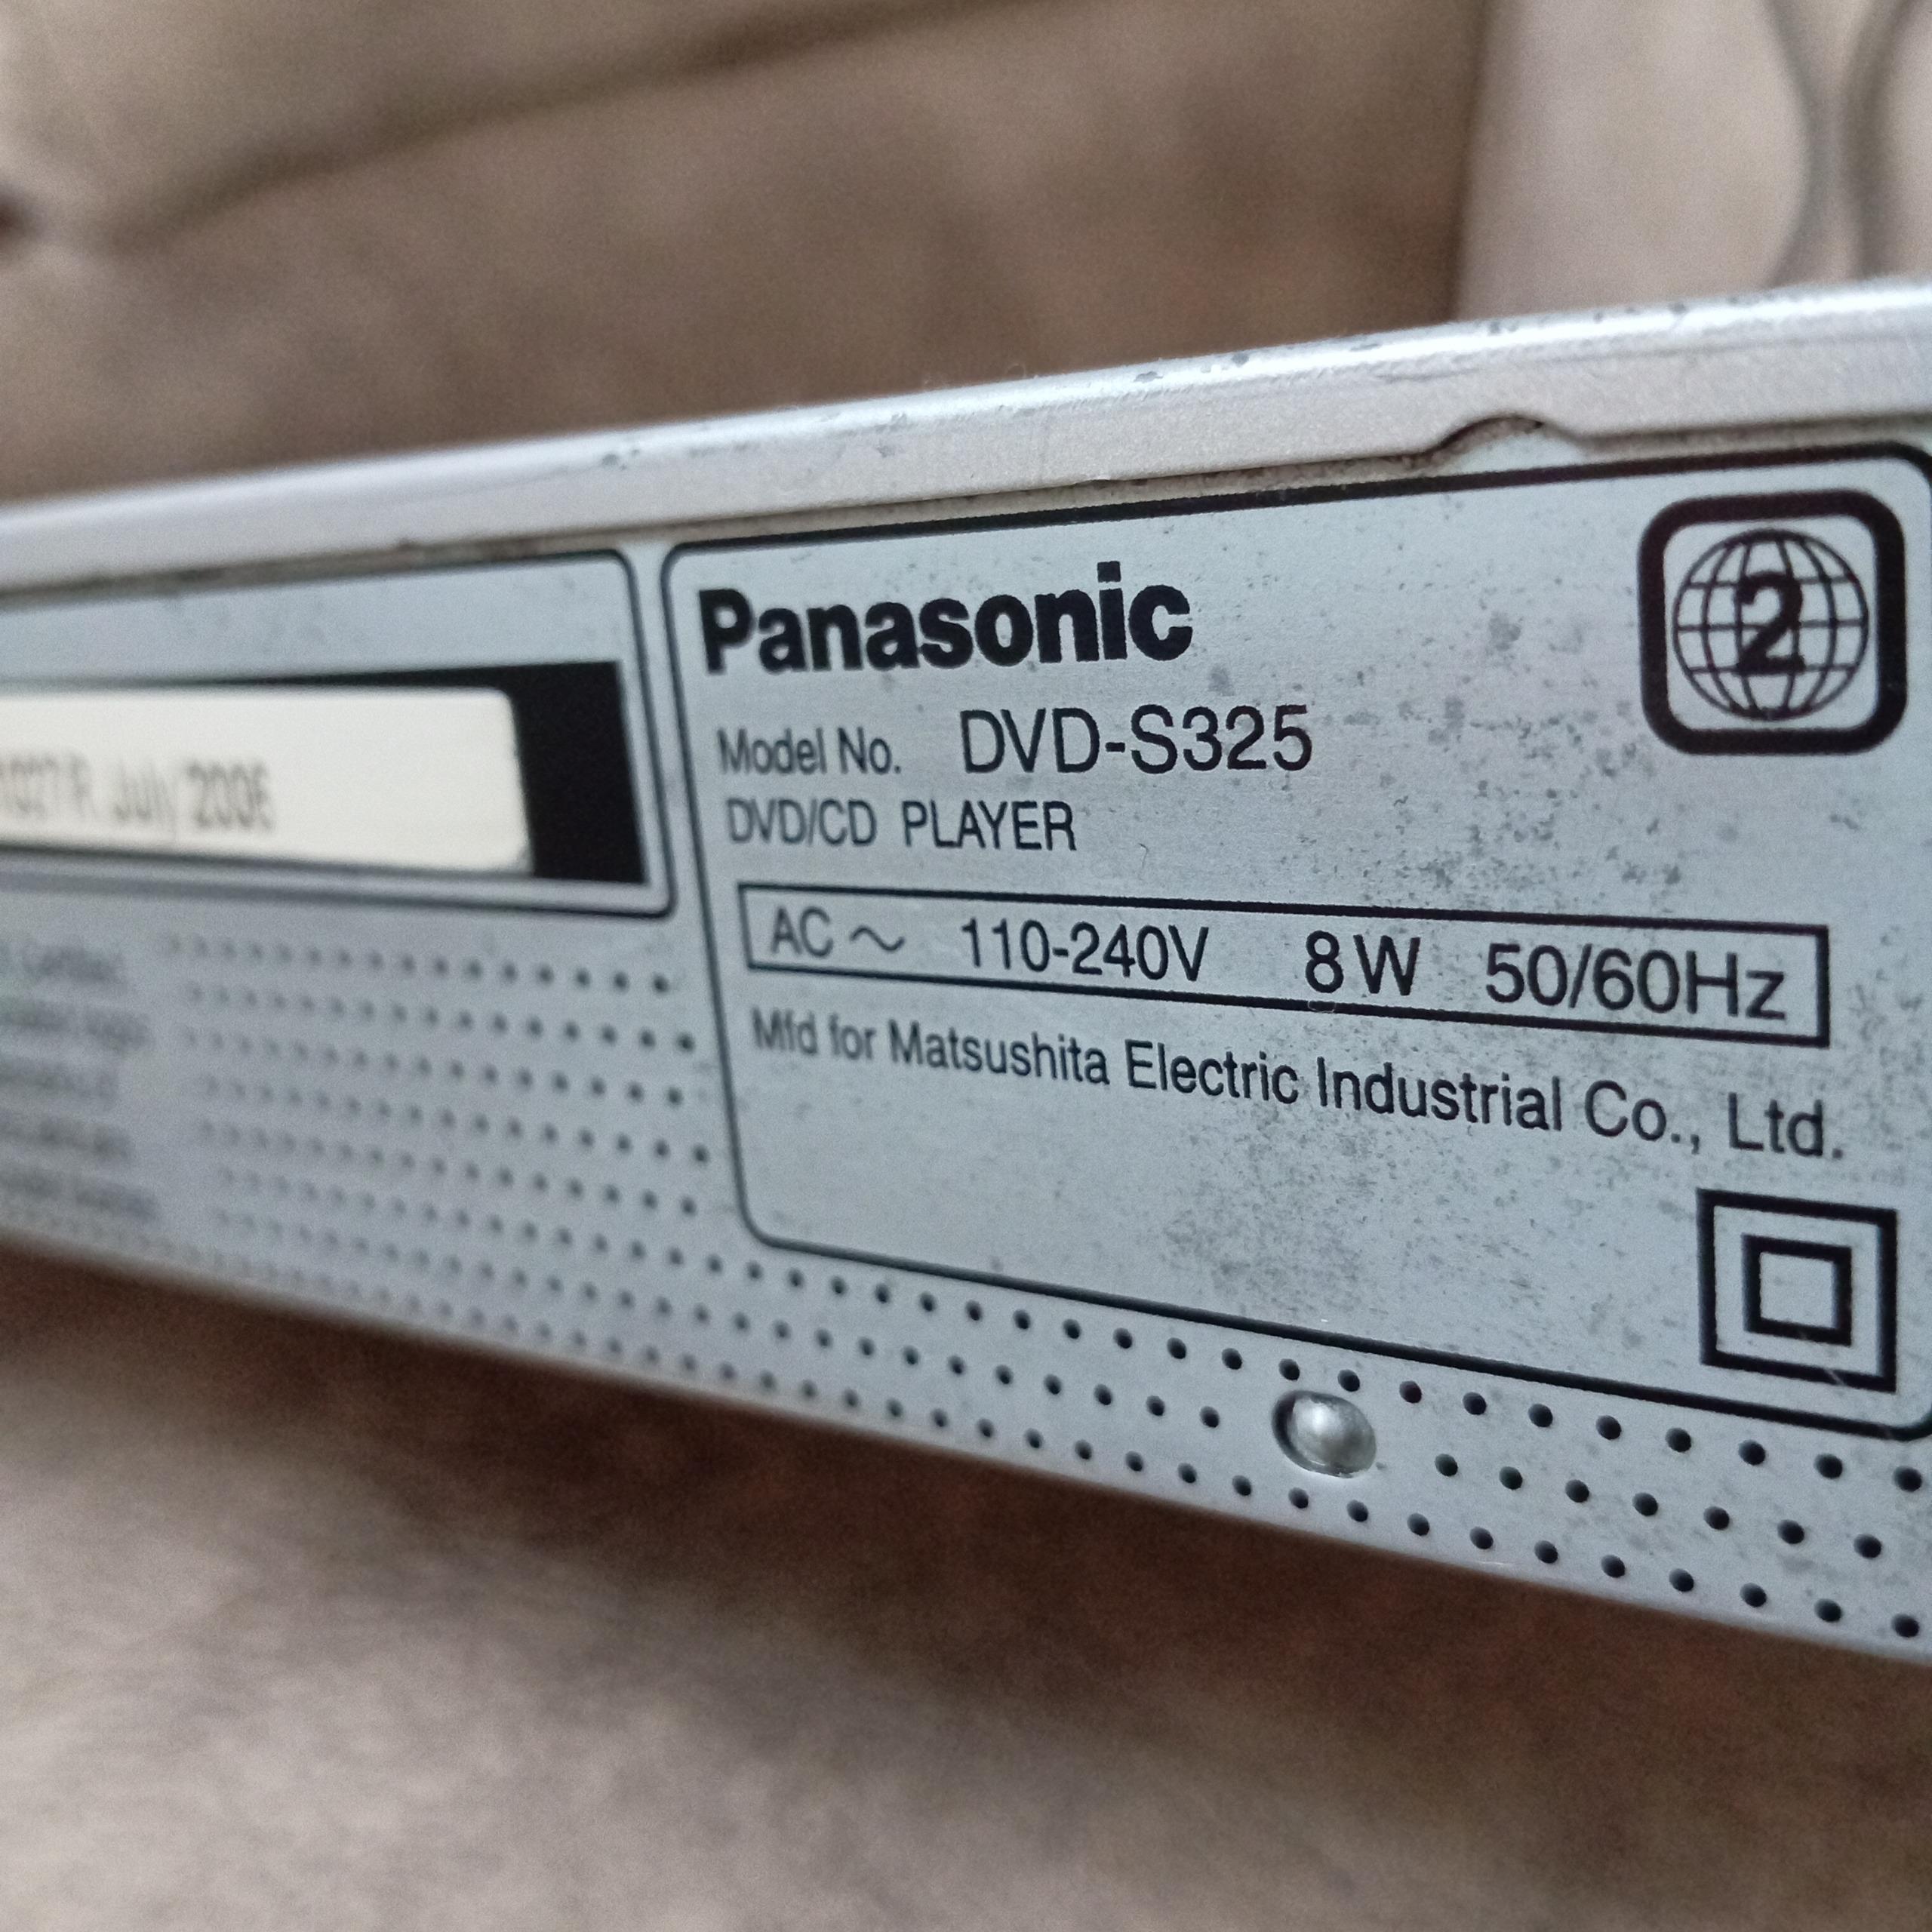 July 2005
Panasonic
2
Model No. DVD-S325
DVD/CD PLAYER
AC ~ 110-240V 8W 50/60Hz
Mfd for Matsushita Electric Industrial Co., Ltd.